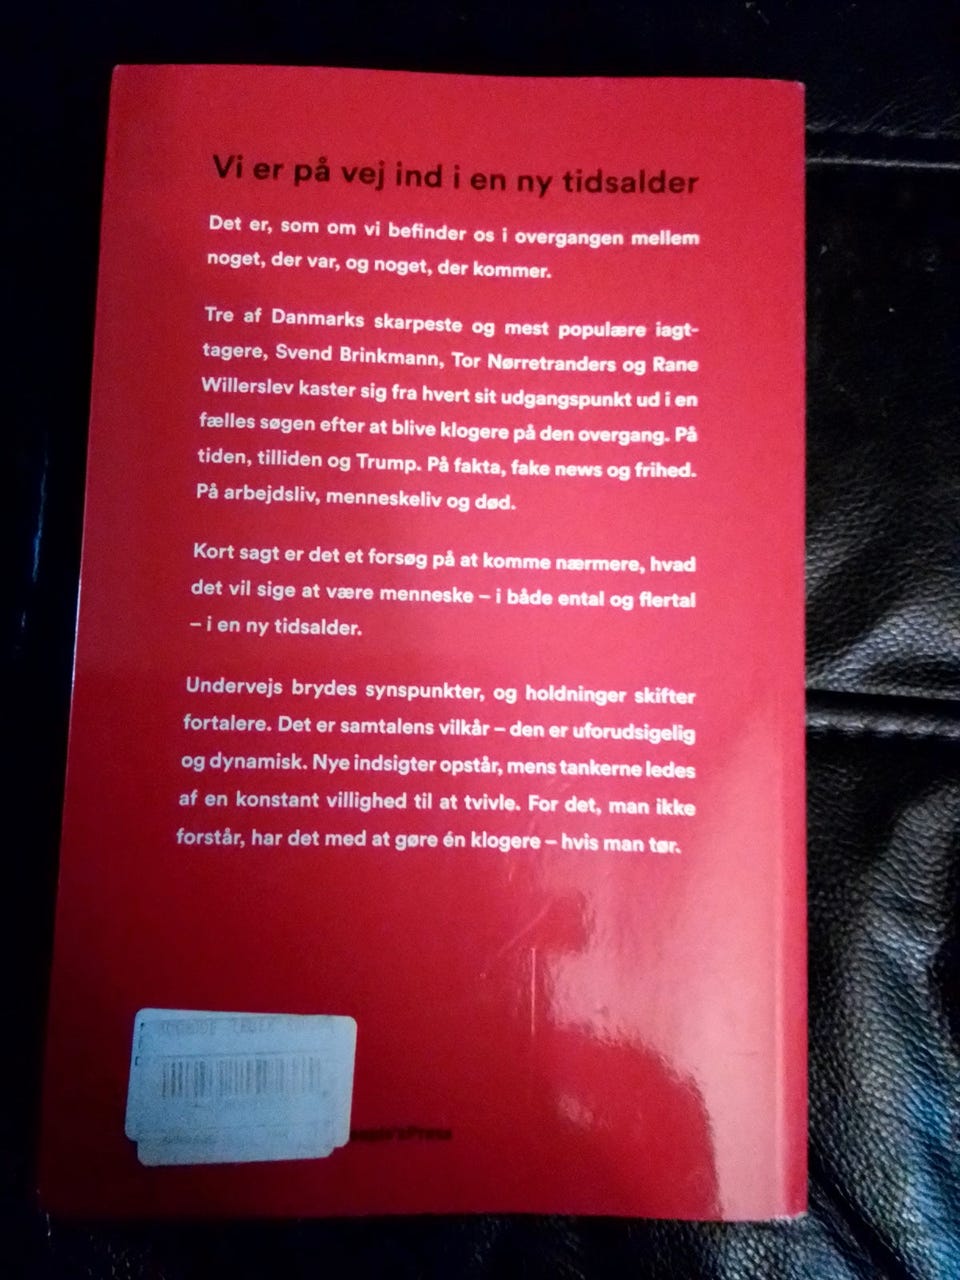 Vi er på vej ind i en ny tidsalder
Det er, som om vi befinder os i overgangen mellem
noget, der var, og noget, der kommer.
Tre af Danmarks skarpeste og mest populære iagt-
tagere, Svend Brinkmann, Tor Nørretranders og Rane
Willerslev kaster sig fra hvert sit udgangspunkt ud i en
fælles søgen efter at blive klogere på den overgang. På
tiden, tilliden og Trump. På fakta, fake news og frihed.
På arbejdsliv, menneskeliv og død.
Kort sagt er det et forsøg på at komme nærmere, hvad
det vil sige at være menneske – i både ental og flertal
– i en ny tidsalder.
Undervejs brydes synspunkter, og holdninger skifter
fortalere. Det er samtalens vilkår – den er uforudsigelig
og dynamisk. Nye indsigter opstår, mens tankerne ledes
af en konstant villighed til at tvivle. For det, man ikke
forstår, har det med at gøre én klogere – hvis man tør.